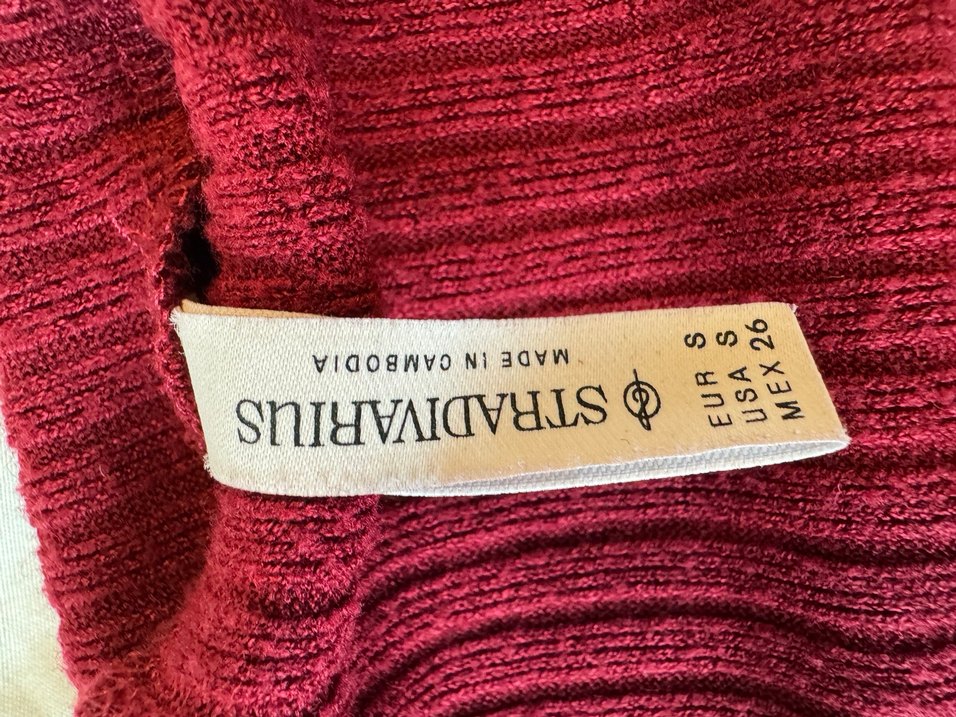 STRADIVARIUS
MADE IN CAMBODIA
EUR S
USA S
MEX 26